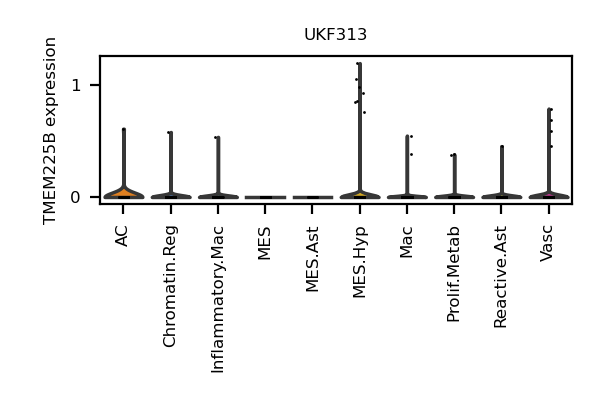 UKF313
TMEM225B expression
1
0
AC
Chromatin.Reg
Inflammatory.Mac
MES
MES.Ast
MES.Hyp
Mac
Prolif.Metab
Reactive.Ast
Vasc